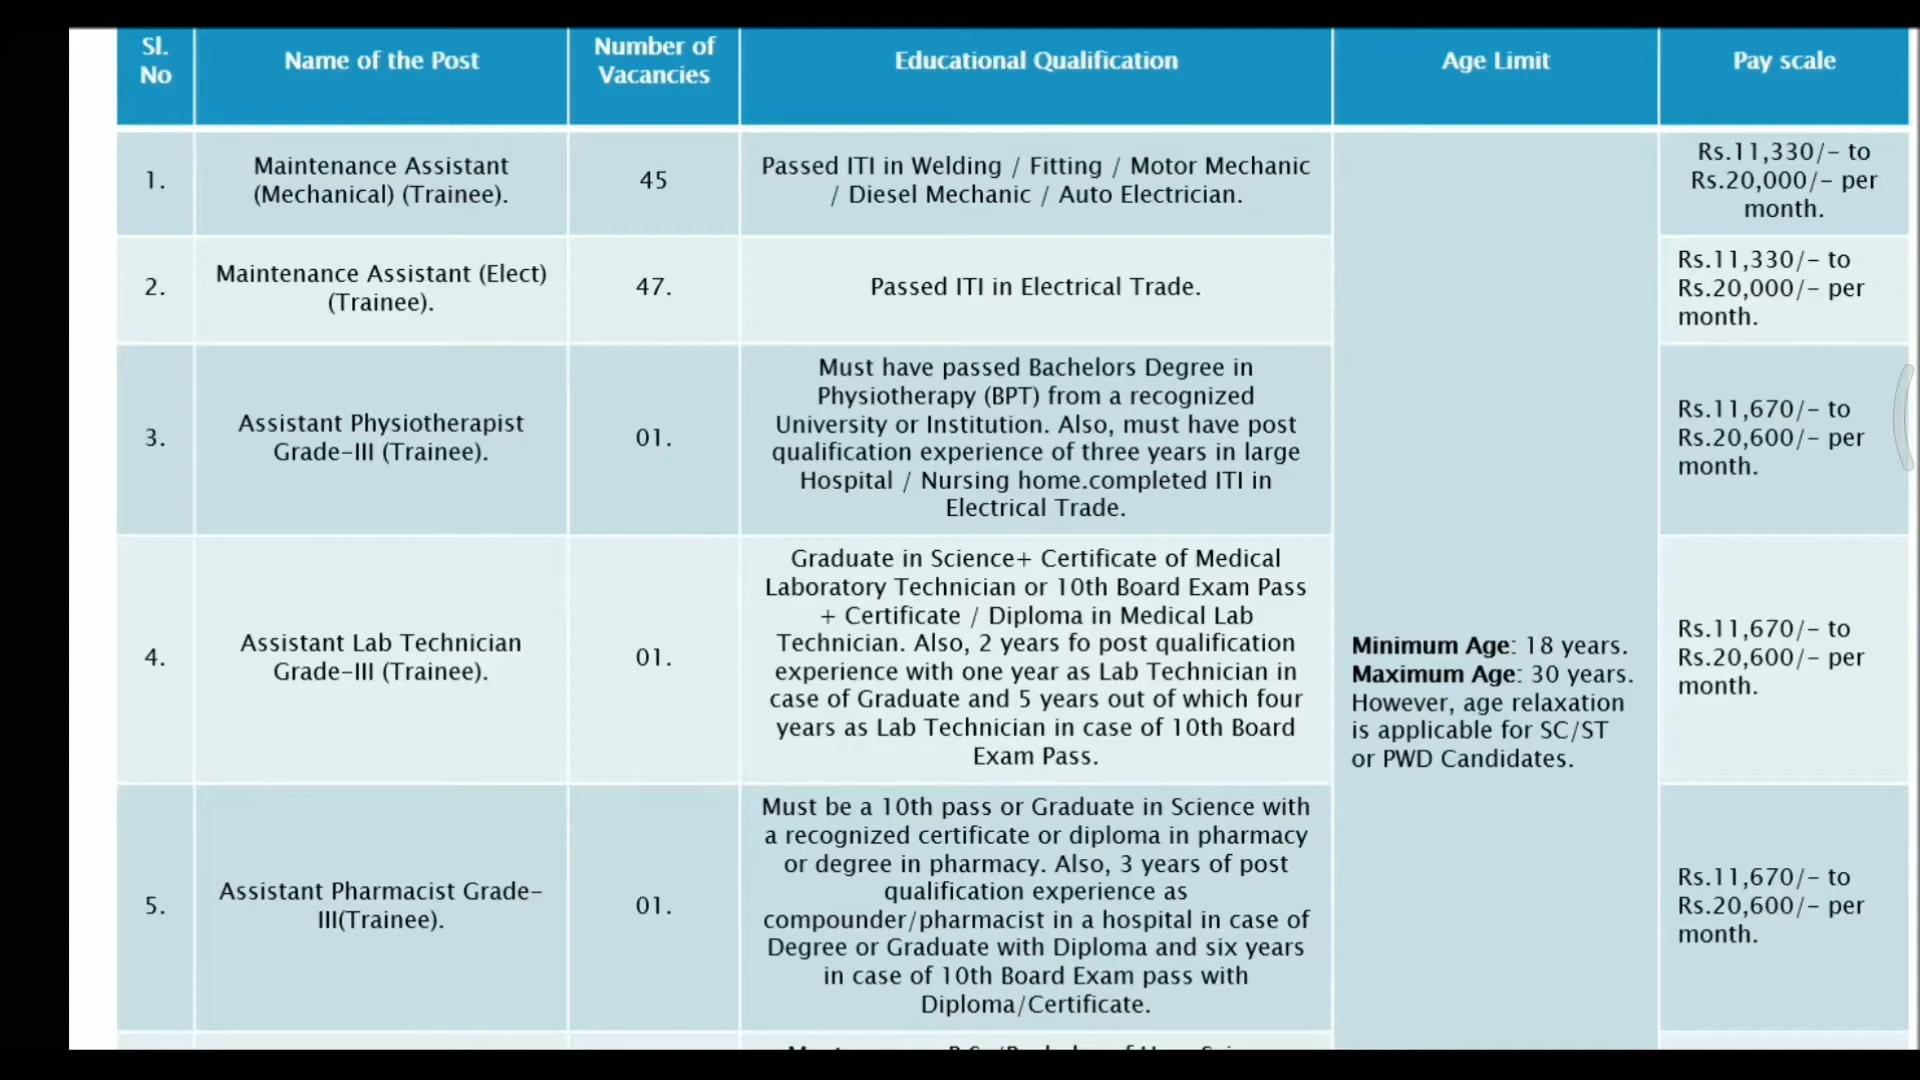 Sl.
No
Name of the Post
Number of
Vacancies
Educational Qualification
Age Limit
Pay scale
1.
Maintenance Assistant
(Mechanical) (Trainee).
45
Passed ITI in Welding / Fitting / Motor Mechanic
/ Diesel Mechanic / Auto Electrician.
Rs.11,330/- to
Rs.20,000/- per
month.
2.
Maintenance Assistant (Elect)
(Trainee).
47.
Passed ITI in Electrical Trade.
Rs.11,330/- to
Rs.20,000/- per
month.
3.
Assistant Physiotherapist
Grade-III (Trainee).
01.
Must have passed Bachelors Degree in
Physiotherapy (BPT) from a recognized
University or Institution. Also, must have post
qualification experience of three years in large
Hospital / Nursing home.completed ITI in
Electrical Trade.
Rs.11,670/- to
Rs.20,600/- per
month.
4.
Assistant Lab Technician
Grade-III (Trainee).
01.
Graduate in Science+ Certificate of Medical
Laboratory Technician or 10th Board Exam Pass
+ Certificate / Diploma in Medical Lab
Technician. Also, 2 years fo post qualification
experience with one year as Lab Technician in
case of Graduate and 5 years out of which four
years as Lab Technician in case of 10th Board
Exam Pass.
Minimum Age: 18 years.
Maximum Age: 30 years.
However, age relaxation
is applicable for SC/ST
or PWD Candidates.
Rs.11,670/- to
Rs.20,600/- per
month.
5.
Assistant Pharmacist Grade-
III(Trainee).
01.
Must be a 10th pass or Graduate in Science with
a recognized certificate or diploma in pharmacy
or degree in pharmacy. Also, 3 years of post
qualification experience as
compounder/pharmacist in a hospital in case of
Degree or Graduate with Diploma and six years
in case of 10th Board Exam pass with
Diploma/Certificate.
Rs.11,670/- to
Rs.20,600/- per
month.